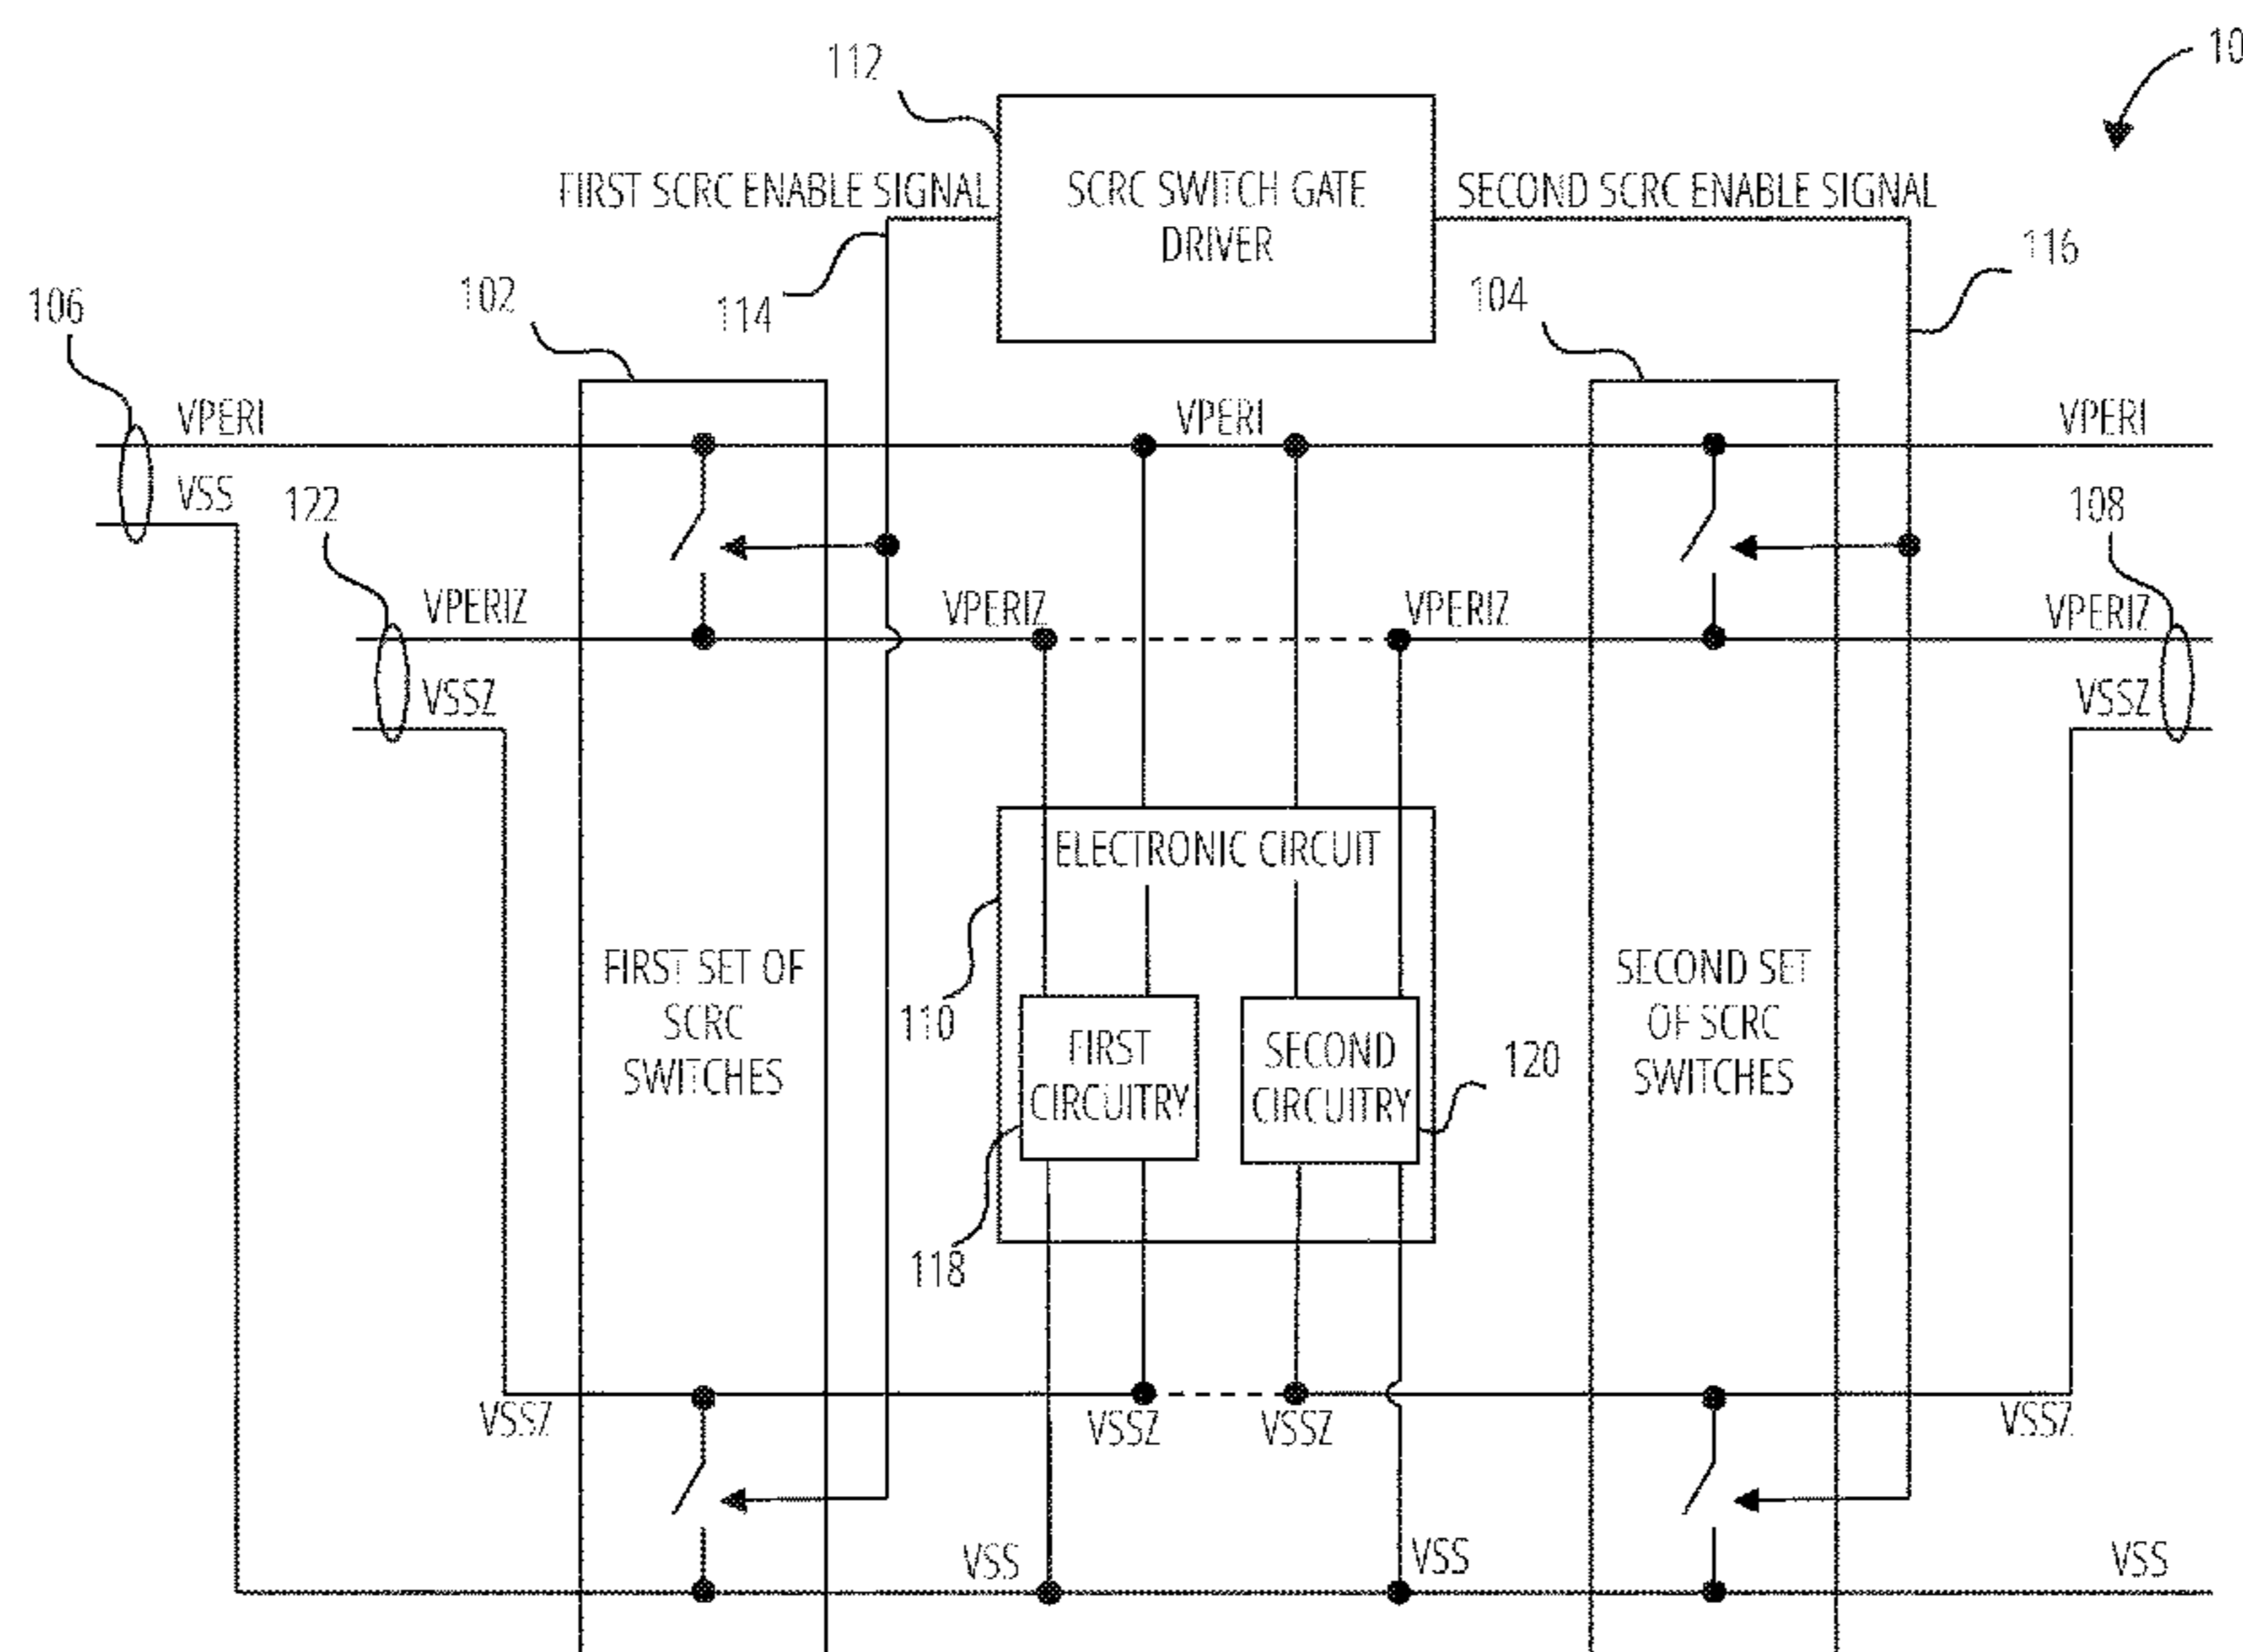 10
112
FIRST SCRC ENABLE SIGNAL
SCRC SWITCH GATE
DRIVER
SECOND SCRC ENABLE SIGNAL
116
106
102
114
104
VPERI
VPERI
VPERI
VSS
122
108
VPERIZ
VPERIZ
VPERIZ
VPERIZ
VSSZ
VSSZ
ELECTRONIC CIRCUIT
FIRST SET OF
SCRC
SWITCHES
110
FIRST
CIRCUITRY
SECOND
CIRCUITRY
120
SECOND SET
OF SCRC
SWITCHES
118
VSSZ
VSSZ
VSSZ
VSSZ
VSS
VSS
VSS